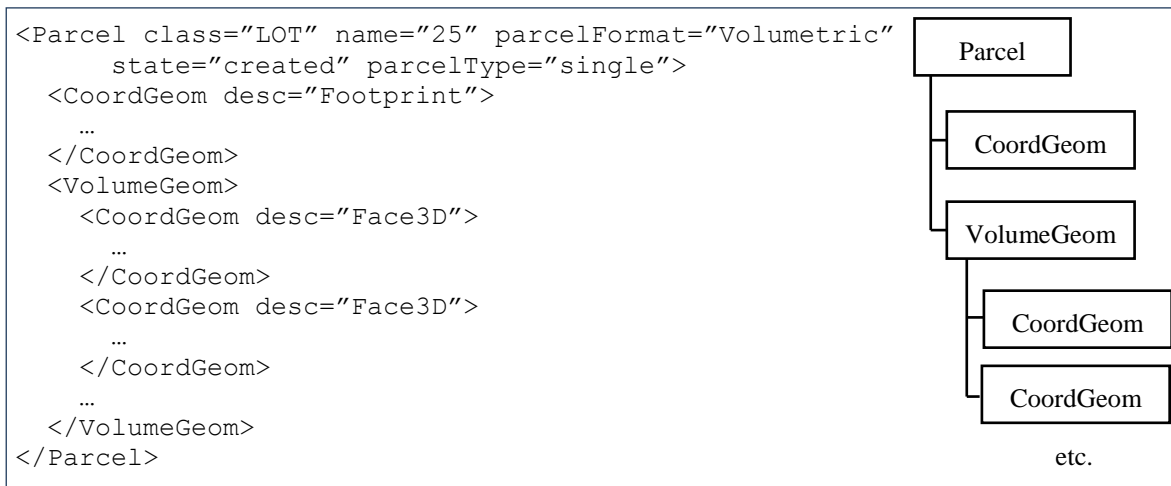 <Parcel class=”LOT” name=”25” parcelFormat=”Volumetric”
state=”created” parcelType=”single”>
<CoordGeom desc=”Footprint”>
…
</CoordGeom>
<VolumeGeom>
<CoordGeom desc=”Face3D”>
…
</CoordGeom>
<CoordGeom desc=”Face3D”>
…
</CoordGeom>
…
</VolumeGeom>
</Parcel>
Parcel
CoordGeom
VolumeGeom
CoordGeom
CoordGeom
etc.